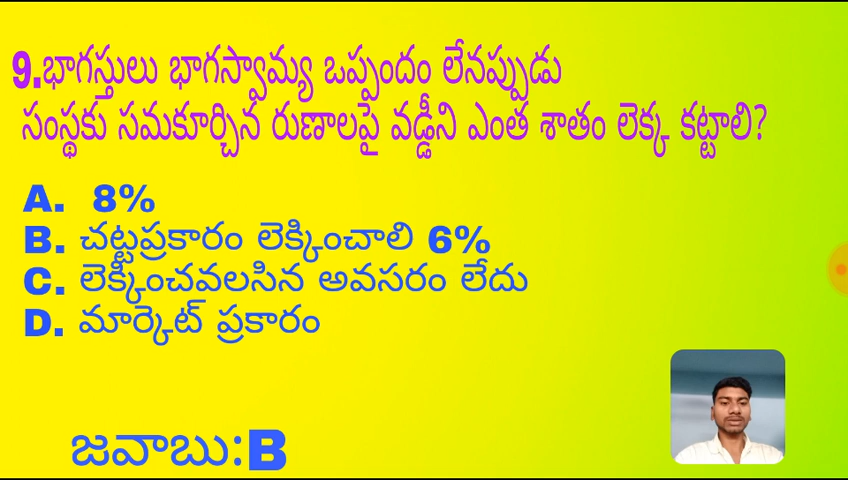 9.భాగస్తులు భాగస్వామ్య ఒప్పందం లేనప్పుడు
సంస్థకు సమకూర్చిన రుణాలపై వడ్డీని ఎంత శాతం లెక్క కట్టాలి?
A. 8%
B. చట్టప్రకారం లెక్కించాలి 6%
C. లెక్కించవలసిన అవసరం లేదు
D. మార్కెట్ ప్రకారం
జవాబు:B